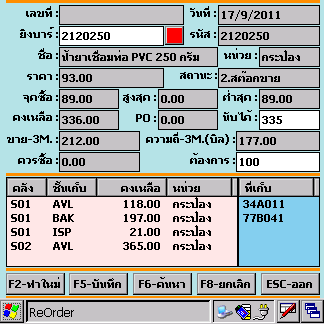 เลขที่ : วันที่ : 17/9/2011
ยิงบาร์ : 2120250 รหัส : 2120250
ชื่อ : น้ำยาเชื่อมท่อ PVC 250 กรัม หน่วย : กระป๋อง
ราคา : 93.00 สถานะ : 2.สต๊อกขาย
จุดซื้อ : 89.00 สูงสุด : 0.00 ต่ำสุด : 89.00
คงเหลือ : 336.00 PO : 0.00 นับได้ : 335
ขาย-3M. : 212.00 ความถี่-3M.(บิล) : 177.00
ควรซื้อ : 0.00 ต้องการ : 100
คลัง ชั้นเก็บ คงเหลือ หน่วย ที่เก็บ
S01 AVL 118.00 กระป๋อง 34A011
S01 BAK 197.00 กระป๋อง 77B041
S01 ISP 21.00 กระป๋อง
S02 AVL 365.00 กระป๋อง
F2-ทำใหม่ F5-บันทึก F6-ค้นหา F8-ยกเลิก ESC-ออก
ReOrder